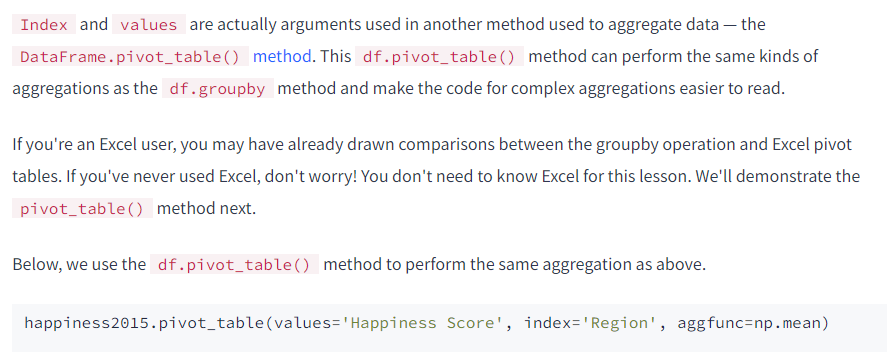 Index and values are actually arguments used in another method used to aggregate data — the
DataFrame.pivot_table() method. This df.pivot_table() method can perform the same kinds of
aggregations as the df.groupby method and make the code for complex aggregations easier to read.
If you're an Excel user, you may have already drawn comparisons between the groupby operation and Excel pivot
tables. If you've never used Excel, don't worry! You don't need to know Excel for this lesson. We'll demonstrate the
pivot_table() method next.
Below, we use the df.pivot_table() method to perform the same aggregation as above.
happiness2015.pivot_table(values='Happiness Score', index='Region', aggfunc=np.mean)